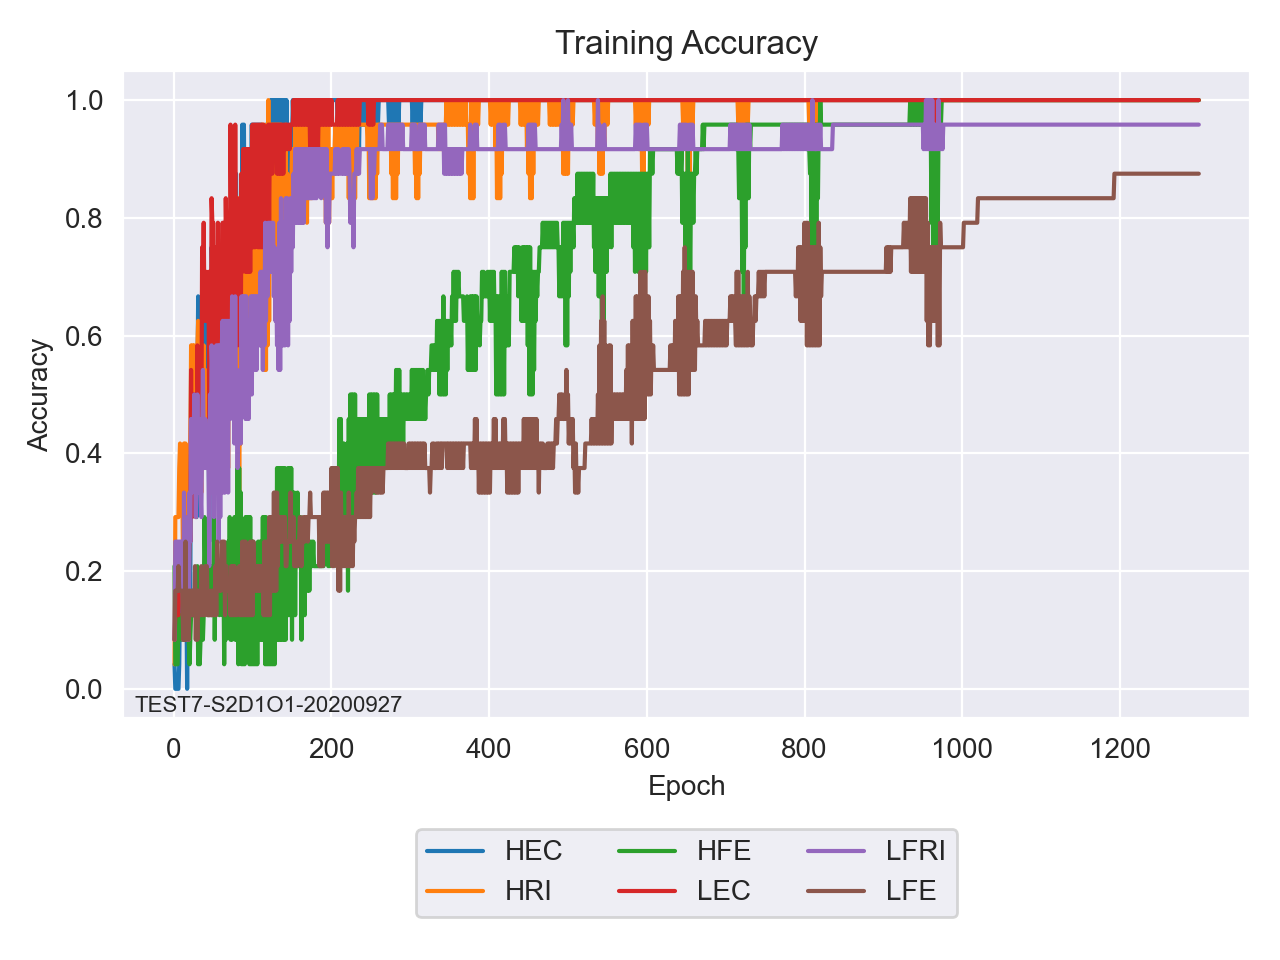 Training Accuracy
1.0
0.8
0.6
0.4
0.2
0.0
Accuracy
TEST7-S2D1O1-20200927
0 200 400 600 800 1000 1200
Epoch
HEC HFE LFRI
HRI LEC LFE